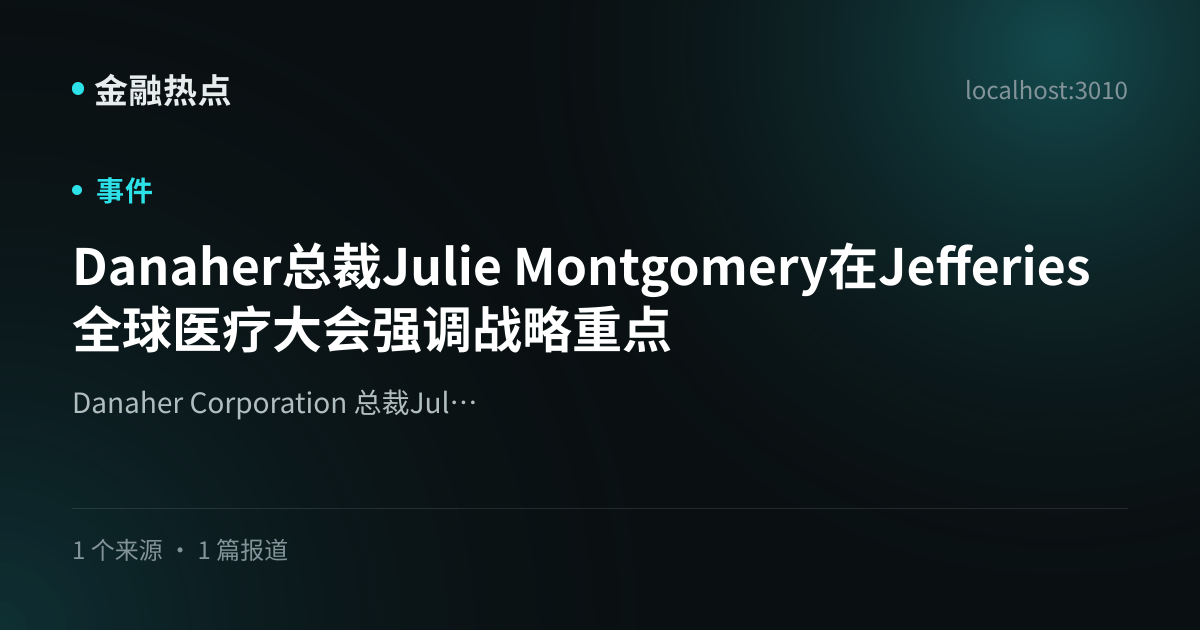 金融热点
localhost:3010
事件
Danaher总裁Julie Montgomery在Jefferies
全球医疗大会强调战略重点
Danaher Corporation 总裁Jul…
1 个来源 · 1 篇报道